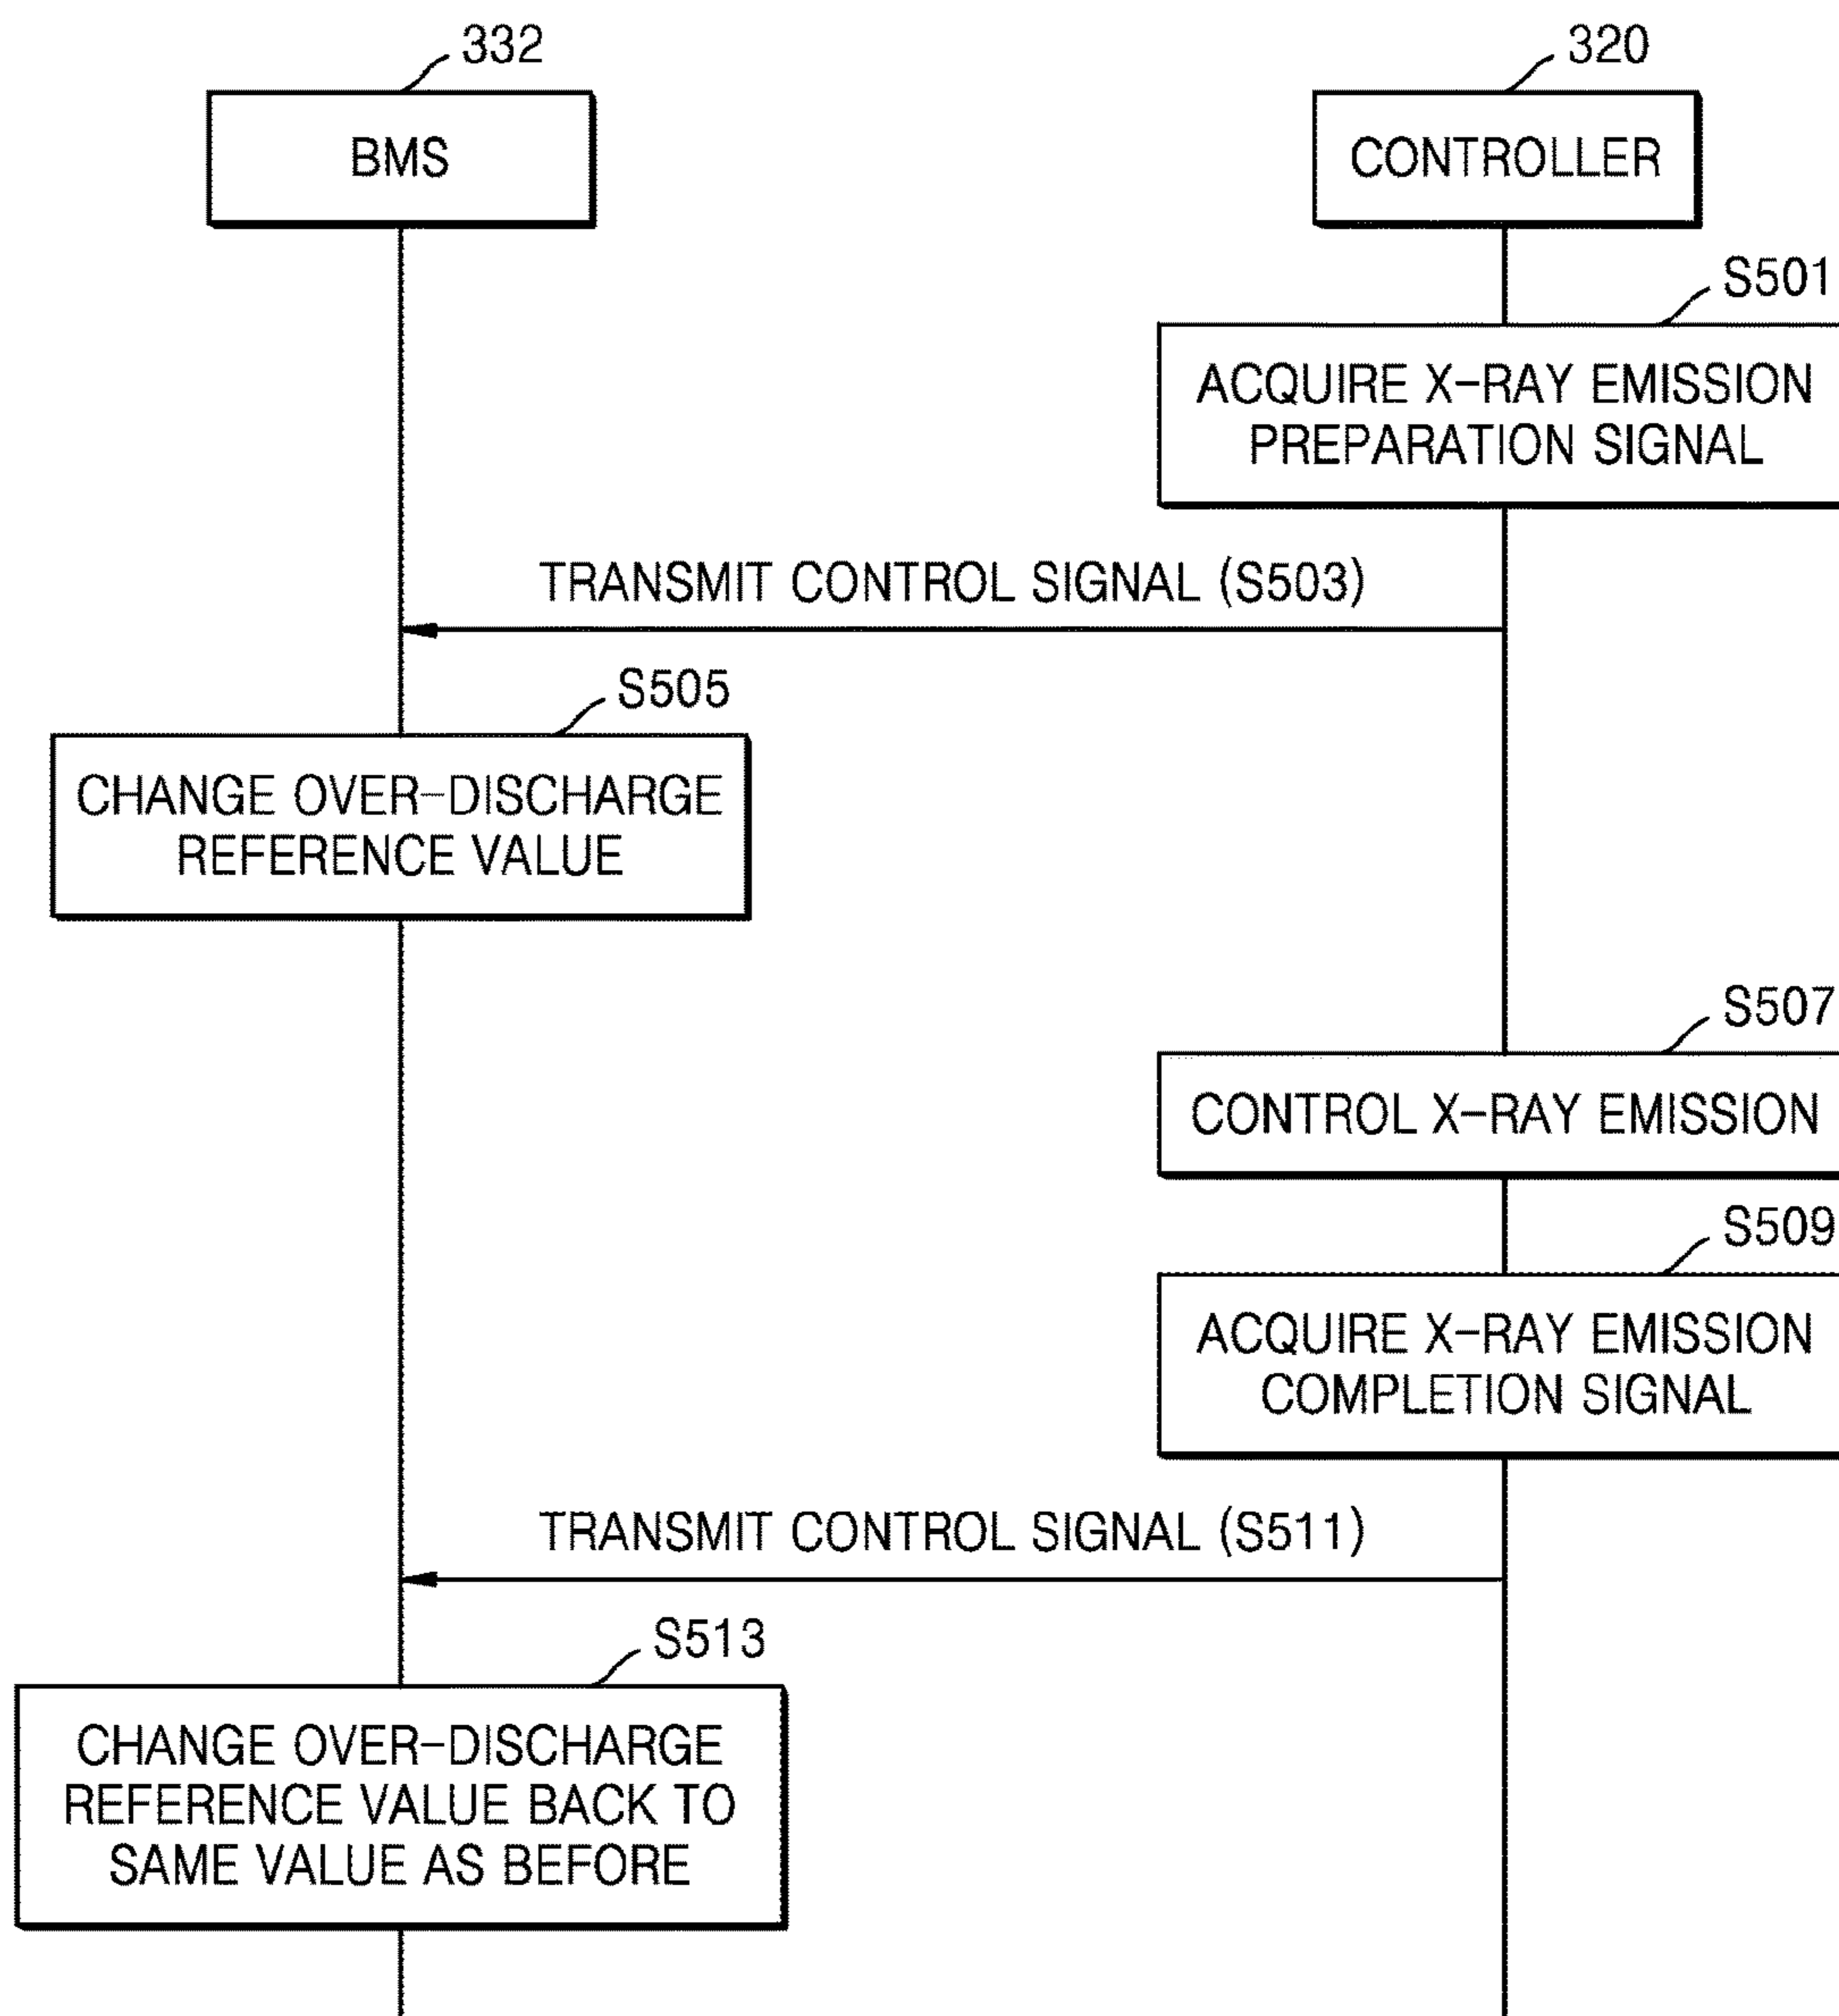 332
320
BMS
CONTROLLER
S501
ACQUIRE X-RAY EMISSION
PREPARATION SIGNAL
TRANSMIT CONTROL SIGNAL (S503)
S505
CHANGE OVER-DISCHARGE
REFERENCE VALUE
S507
CONTROL X-RAY EMISSION
S509
ACQUIRE X-RAY EMISSION
COMPLETION SIGNAL
TRANSMIT CONTROL SIGNAL (S511)
S513
CHANGE OVER-DISCHARGE
REFERENCE VALUE BACK TO
SAME VALUE AS BEFORE